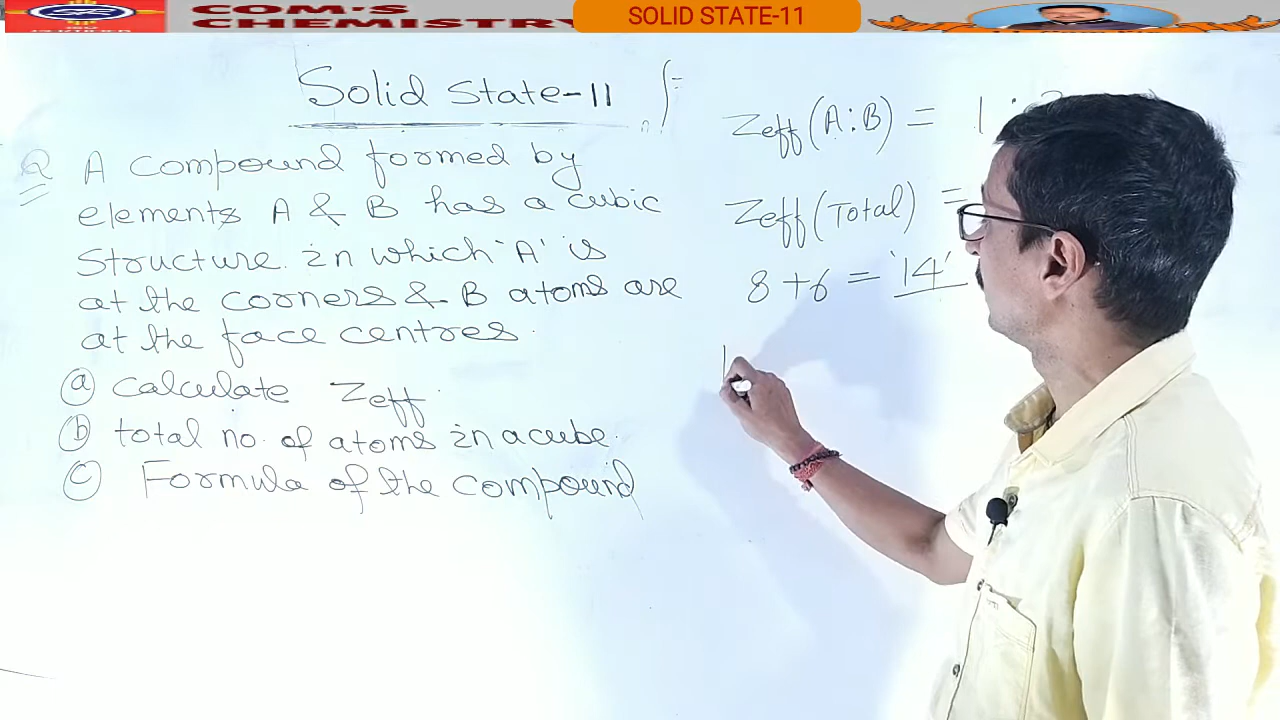 COM'S
CHEMISTRY
SOLID STATE-11
Solid State-11
Q A compound formed by
elements A & B has a cubic
structure in which 'A' is
at the corners & B atoms are
at the face centres
(a) Calculate Zeff
(b) total no. of atoms in a cube.
(c) Formula of the compound
Zeff (A:B) = 1 :
Zeff (Total) =
8 + 6 = '14'